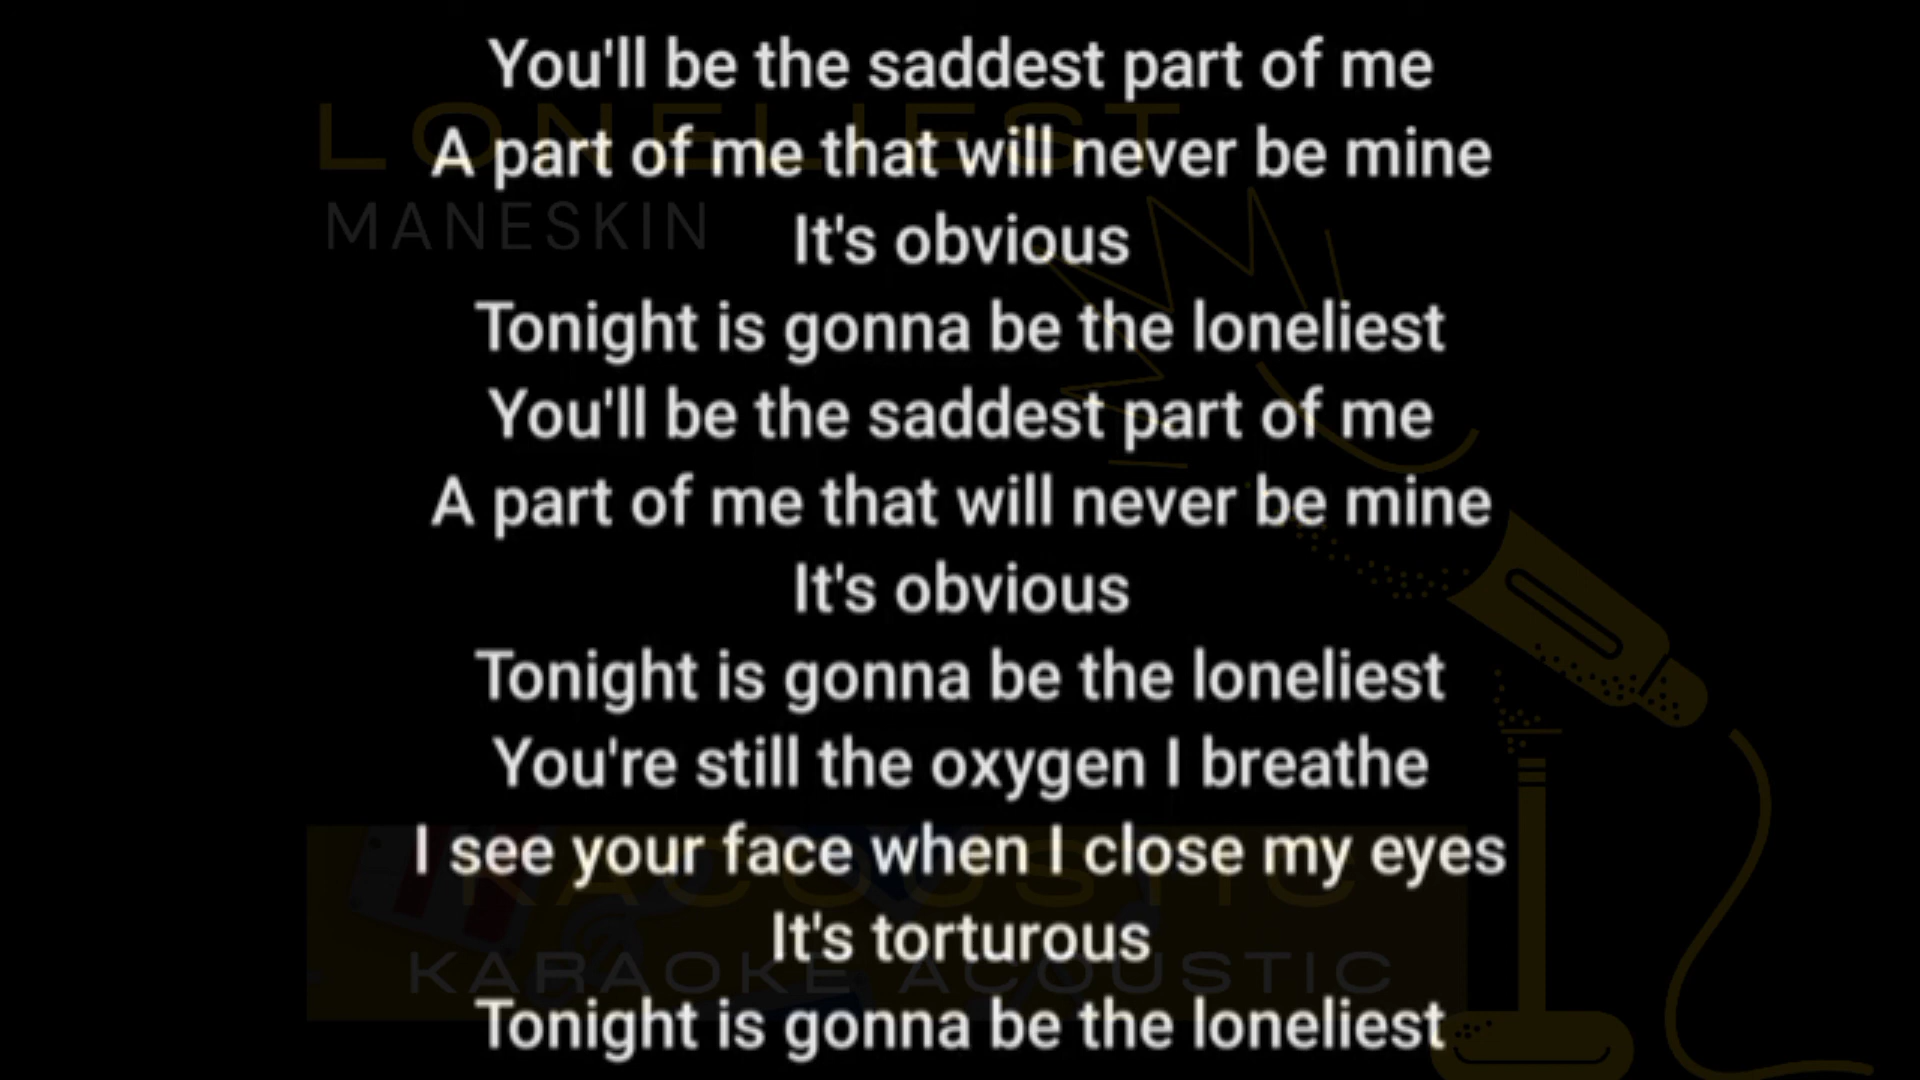 You'll be the saddest part of me
LONELIEST
A part of me that will never be mine
MANESKIN
It's obvious
Tonight is gonna be the loneliest
You'll be the saddest part of me
A part of me that will never be mine
It's obvious
Tonight is gonna be the loneliest
You're still the oxygen I breathe
I see your face when I close my eyes
KACOUSTIC
It's torturous
KARAOKE ACOUSTIC
Tonight is gonna be the loneliest